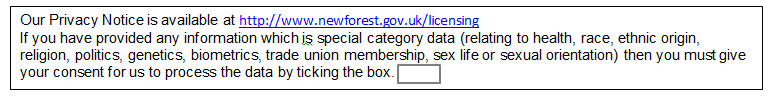 Our Privacy Notice is available at http://www.newforest.gov.uk/licensing
If you have provided any information which is special category data (relating to health, race, ethnic origin,
religion, politics, genetics, biometrics, trade union membership, sex life or sexual orientation) then you must give
your consent for us to process the data by ticking the box.